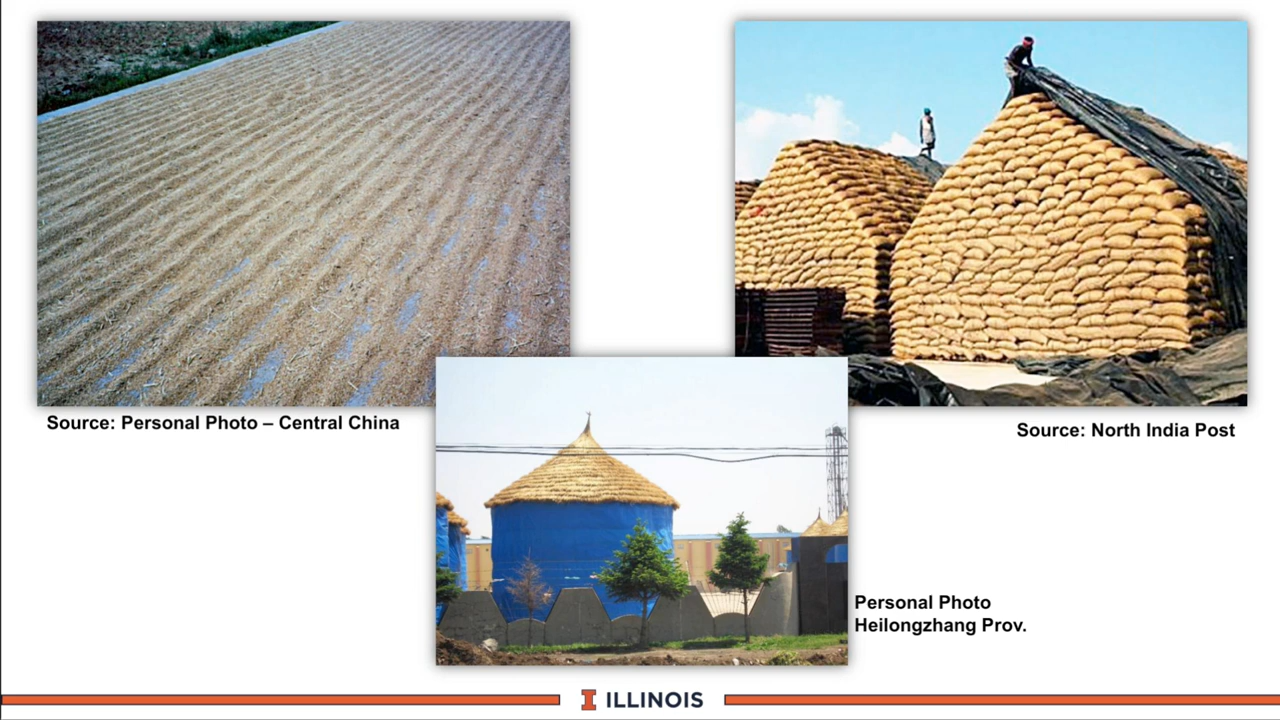 Source: Personal Photo – Central China
Source: North India Post
Personal Photo
Heilongzhang Prov.
I ILLINOIS